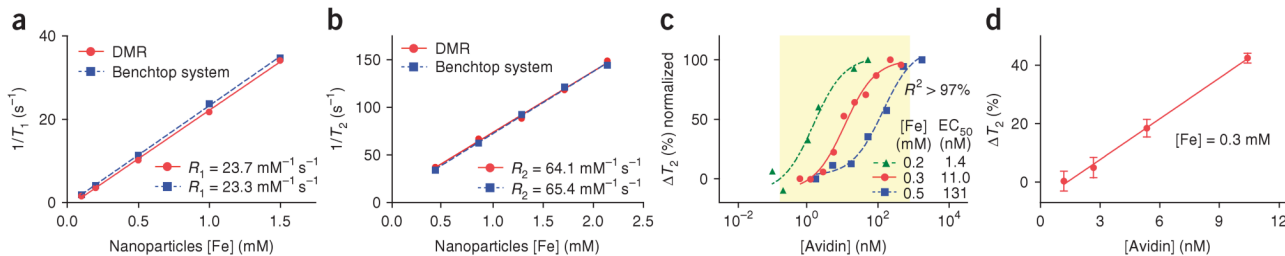 a
40
20
0
1/T₁ (s⁻¹)
DMR
Benchtop system
R₁ = 23.7 mM⁻¹ s⁻¹
R₁ = 23.3 mM⁻¹ s⁻¹
0 0.5 1.0 1.5
Nanoparticles [Fe] (mM)
b
150
100
50
0
1/T₂ (s⁻¹)
DMR
Benchtop system
R₂ = 64.1 mM⁻¹ s⁻¹
R₂ = 65.4 mM⁻¹ s⁻¹
0 0.5 1.0 1.5 2.0
Nanoparticles [Fe] (mM)
c
100
50
0
ΔT₂ (%) normalized
R² > 97%
[Fe] EC₅₀
(mM) (nM)
0.2 1.4
0.3 11.0
0.5 131
10⁻² 10⁰ 10² 10⁴
[Avidin] (nM)
d
40
20
0
ΔT₂ (%)
[Fe] = 0.3 mM
0 3 6 9 12
[Avidin] (nM)